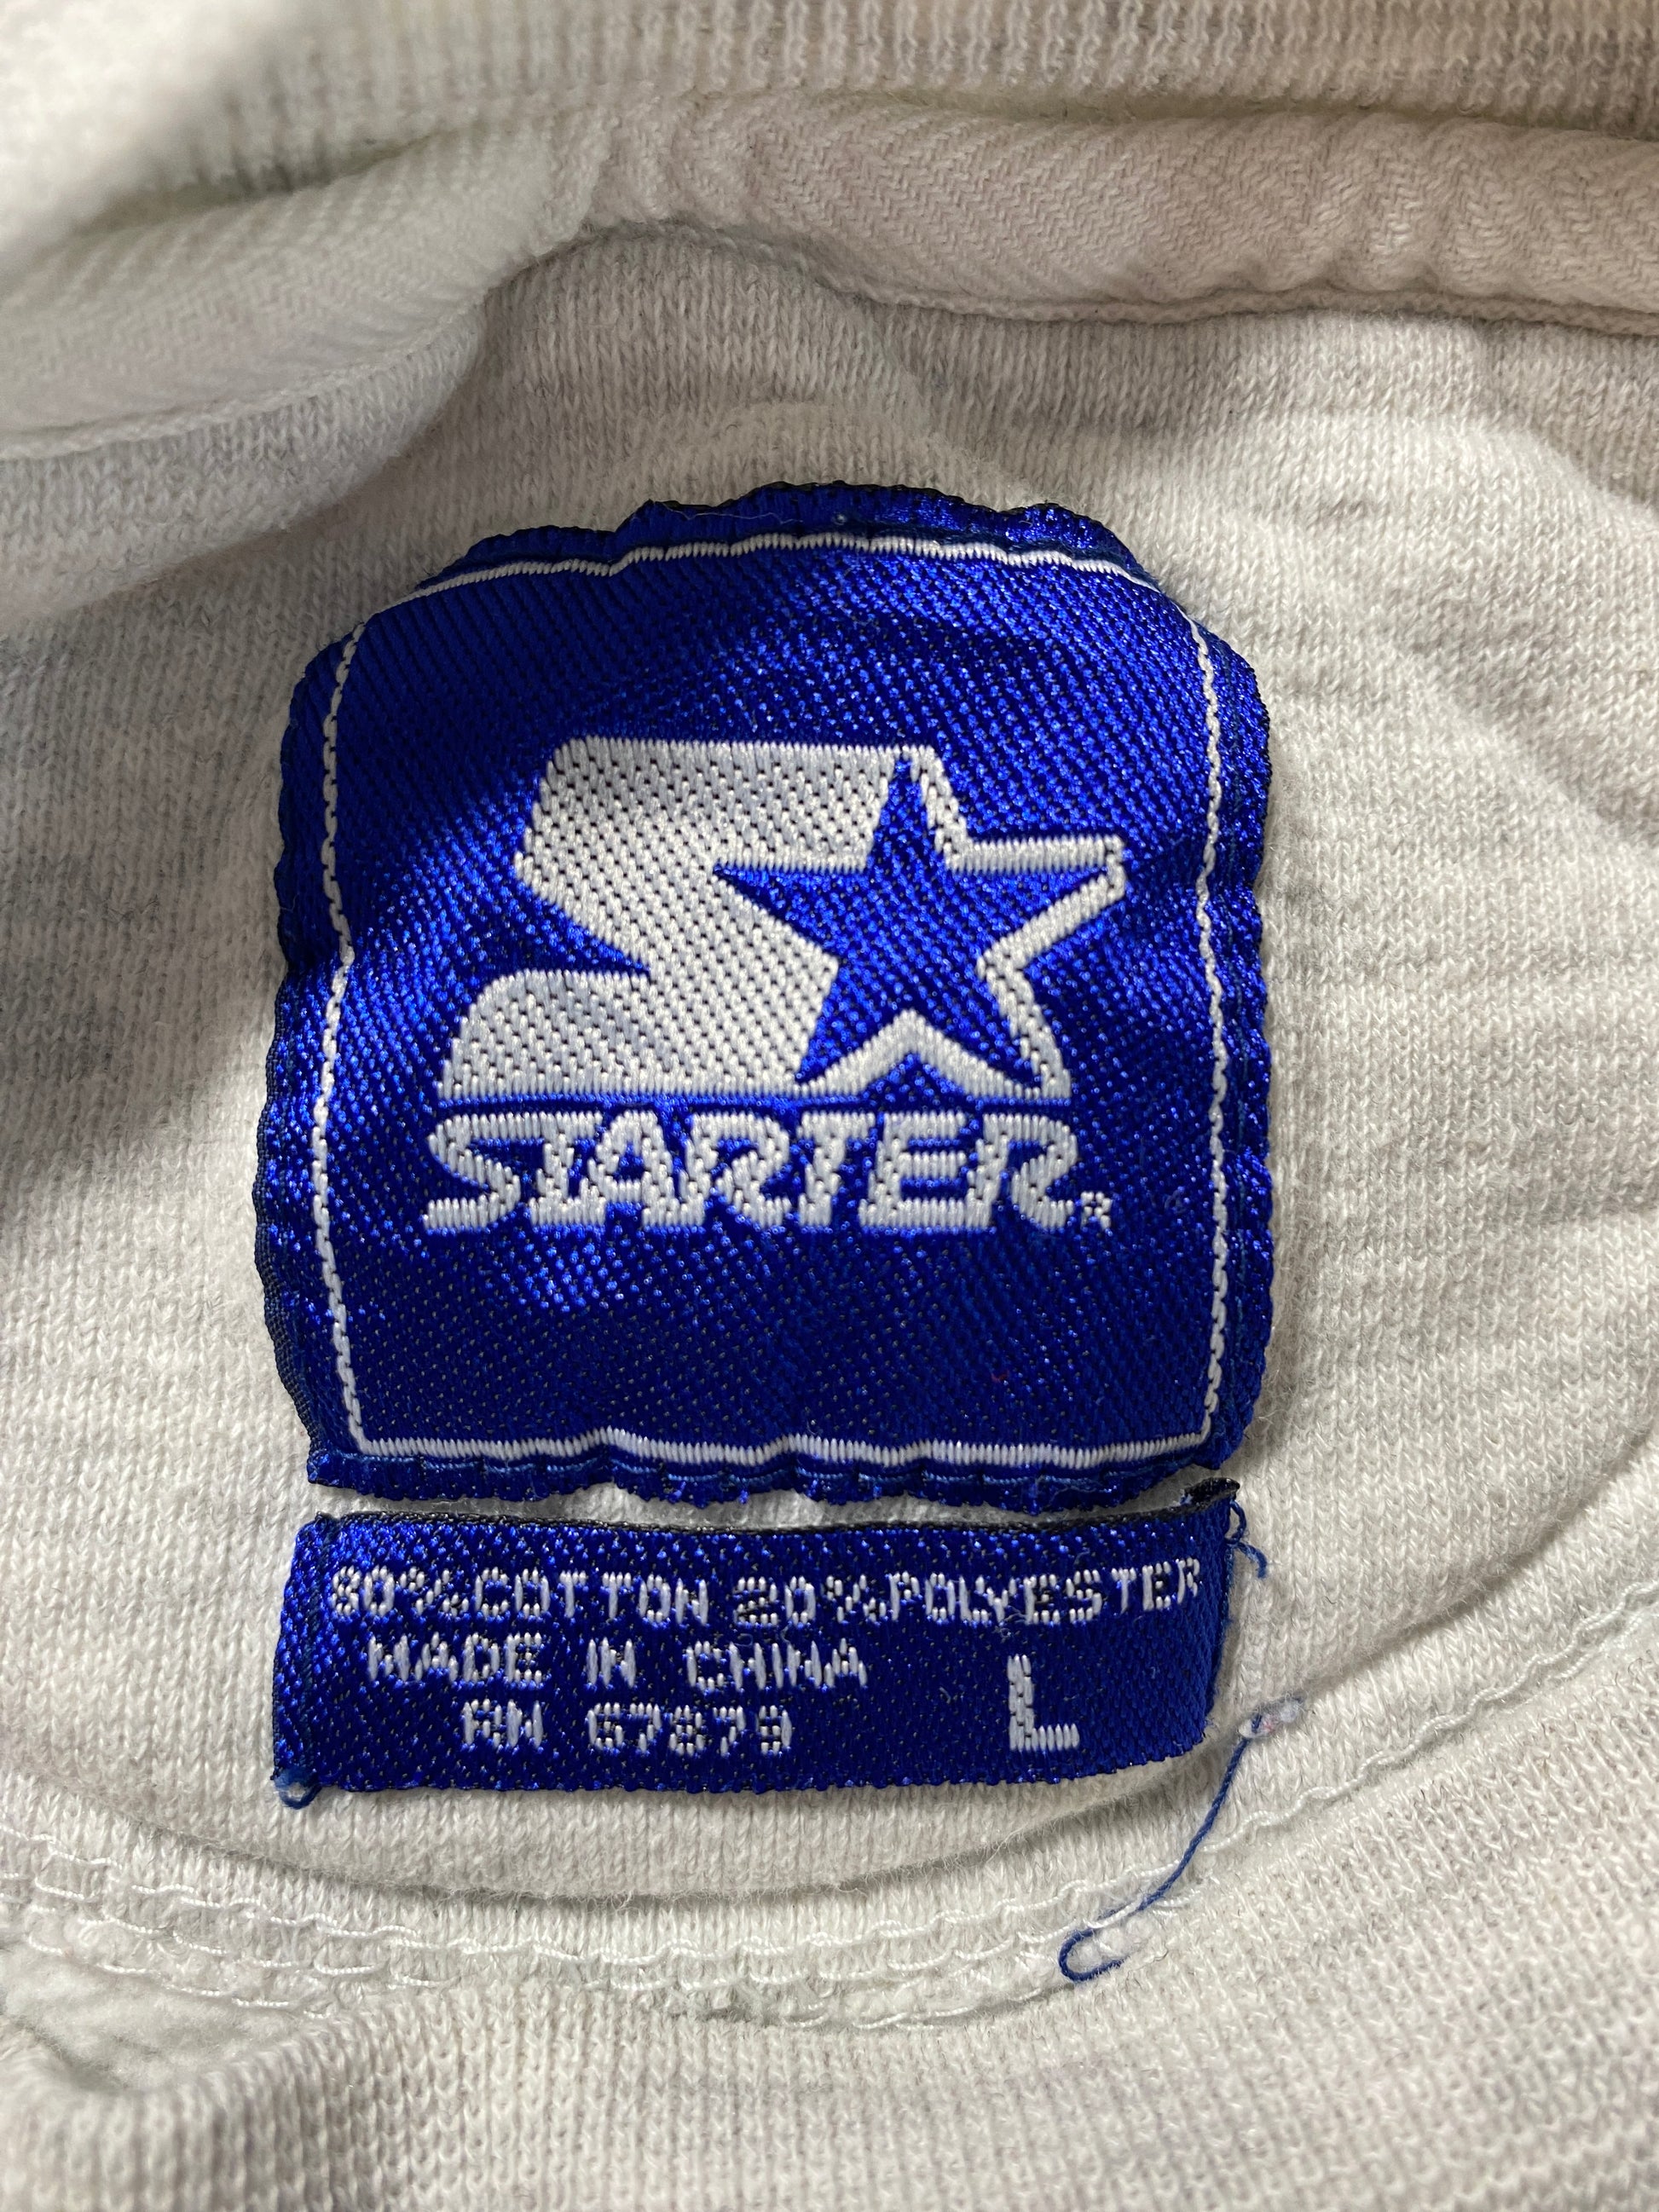 STARTER®
80% COTTON 20% POLYESTER
MADE IN CHINA
RN 67879
L